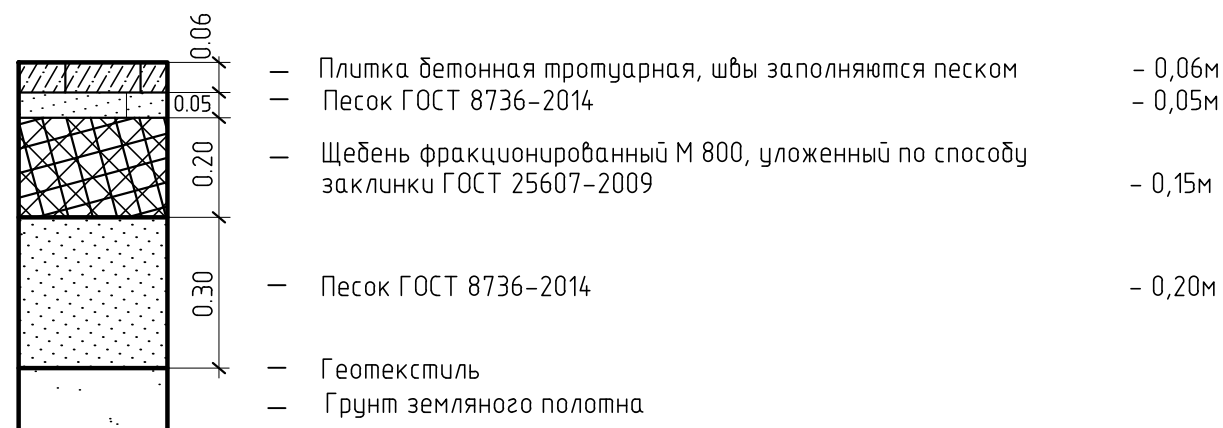 0.06
— Плитка бетонная тротуарная, швы заполняются песком - 0,06м
0.05
— Песок ГОСТ 8736-2014 - 0,05м
0.20
— Щебень фракционированный М 800, уложенный по способу
заклинки ГОСТ 25607-2009 - 0,15м
0.30
— Песок ГОСТ 8736-2014 - 0,20м
— Геотекстиль
— Грунт земляного полотна